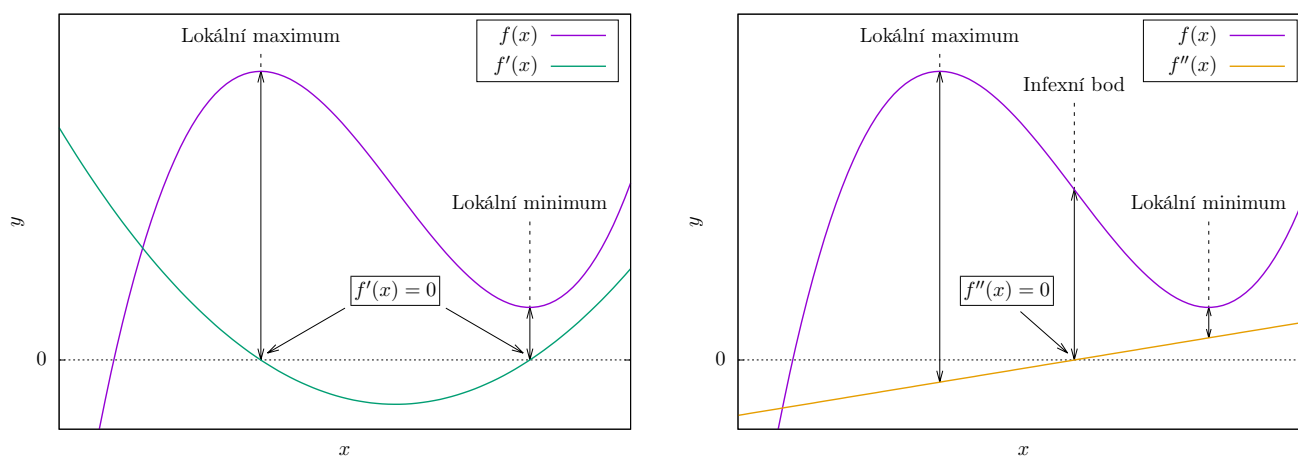 Lokální maximum
f(x)
f′(x)
Lokální minimum
f′(x) = 0
y
0
x
Lokální maximum
f(x)
f″(x)
Infexní bod
Lokální minimum
f″(x) = 0
y
0
x